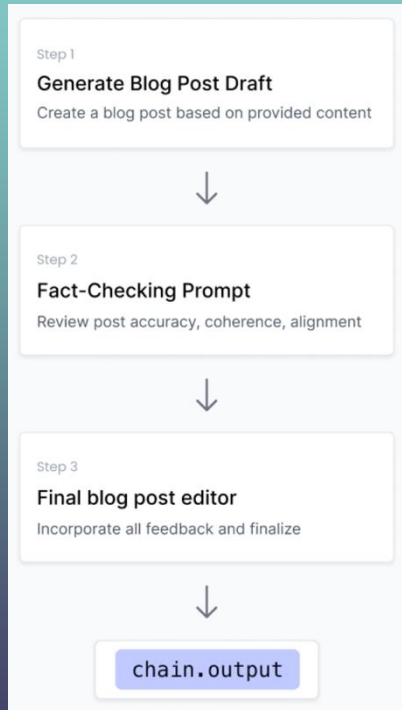 Step 1
Generate Blog Post Draft
Create a blog post based on provided content
Step 2
Fact-Checking Prompt
Review post accuracy, coherence, alignment
Step 3
Final blog post editor
Incorporate all feedback and finalize
chain.output